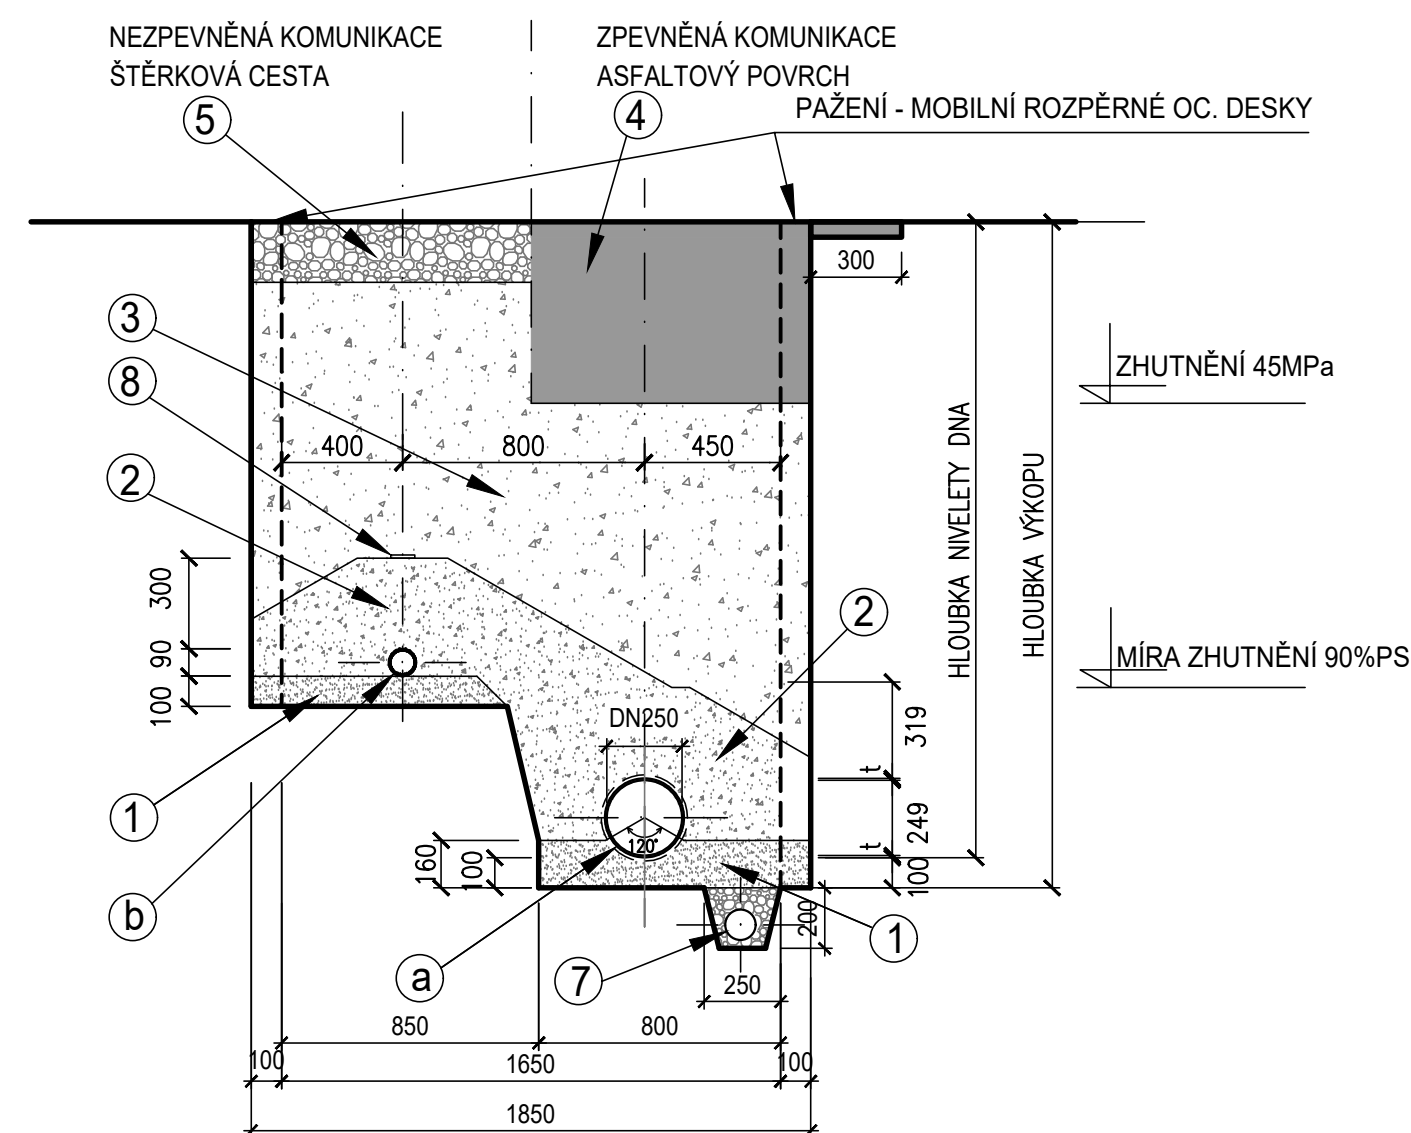 NEZPEVNĚNÁ KOMUNIKACE
ŠTĚRKOVÁ CESTA
ZPEVNĚNÁ KOMUNIKACE
ASFALTOVÝ POVRCH
PAŽENÍ - MOBILNÍ ROZPĚRNÉ OC. DESKY
5
4
300
3
8
2
ZHUTNĚNÍ 45MPa
400
800
450
HLOUBKA NIVELETY DNA
HLOUBKA VÝKOPU
300
90
100
2
MÍRA ZHUTNĚNÍ 90%PS
DN250
319
t
249
t
100
1
120°
160
100
b
a
7
200
1
250
850
800
100
1650
100
1850